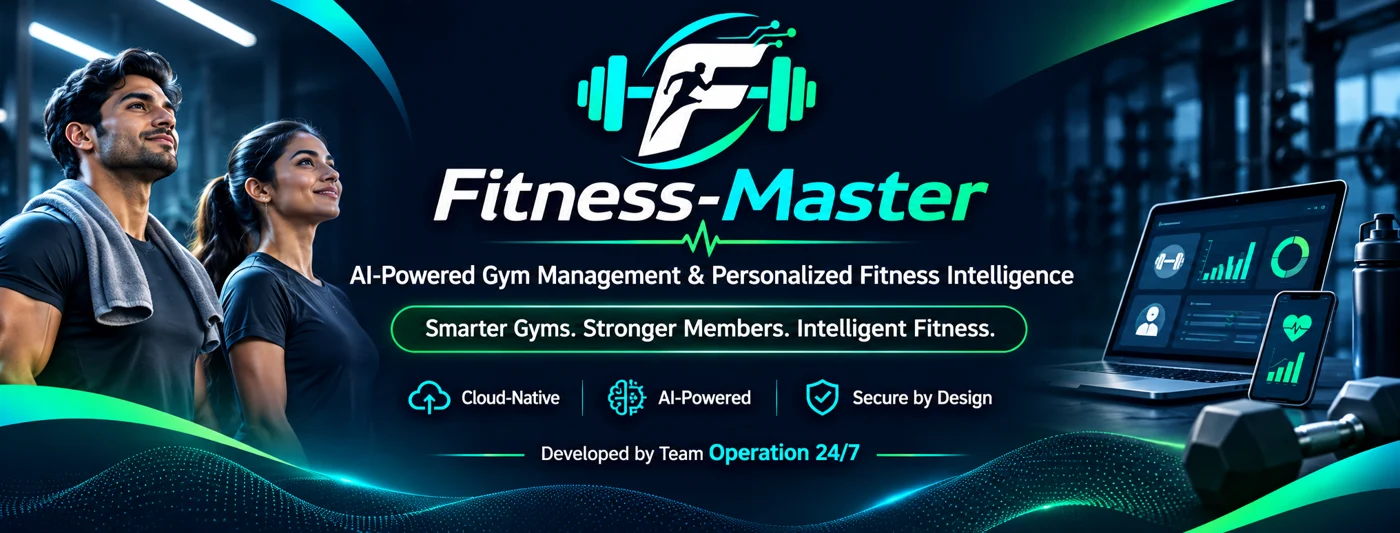 F
Fitness-Master
AI-Powered Gym Management & Personalized Fitness Intelligence
Smarter Gyms. Stronger Members. Intelligent Fitness.
Cloud-Native
AI-Powered
Secure by Design
Developed by Team Operation 24/7